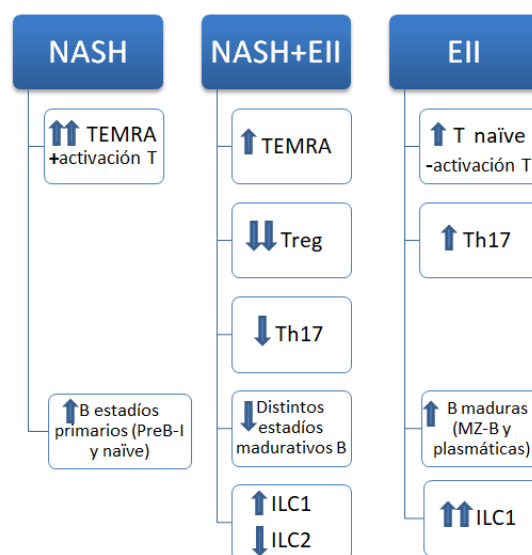 NASH
TEMRA
+activación T
B estadíos
primarios (PreB-I
y naïve)
NASH+EII
TEMRA
Treg
Th17
Distintos
estadíos
madurativos B
ILC1
ILC2
EII
T naïve
-activación T
Th17
B maduras
(MZ-B y
plasmáticas)
ILC1